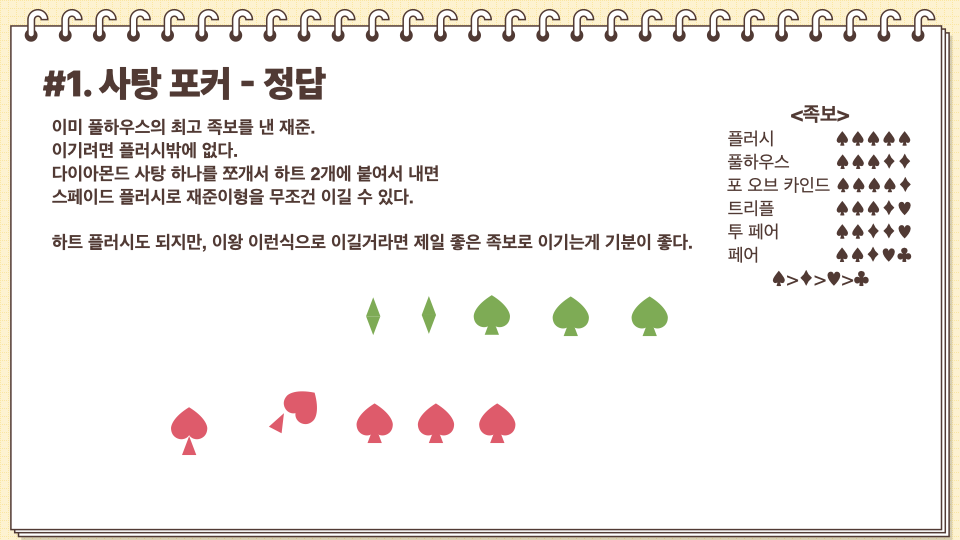 #1. 사탕 포커 - 정답
이미 풀하우스의 최고 족보를 낸 재준.
이기려면 플러시밖에 없다.
다이아몬드 사탕 하나를 쪼개서 하트 2개에 붙여서 내면
스페이드 플러시로 재준이형을 무조건 이길 수 있다.
하트 플러시도 되지만, 이왕 이런식으로 이길거라면 제일 좋은 족보로 이기는게 기분이 좋다.
<족보>
플러시 ♠♠♠♠♠
풀하우스 ♠♠♠♦♦
포 오브 카인드 ♠♠♠♠♦
트리플 ♠♠♠♦♥
투 페어 ♠♠♦♦♥
페어 ♠♠♦♥♣
♠>♦>♥>♣